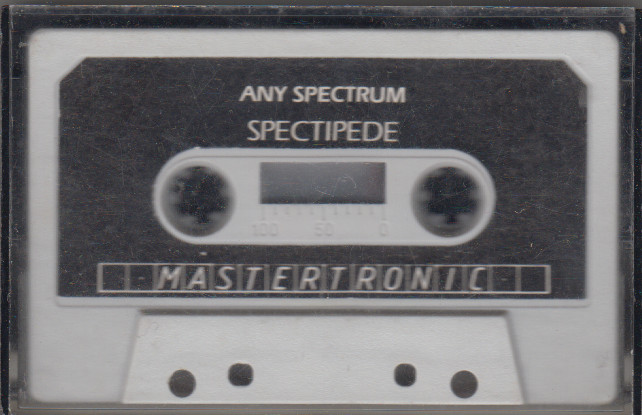 ANY SPECTRUM
SPECTIPEDE
100 50 0
MASTERTRONIC